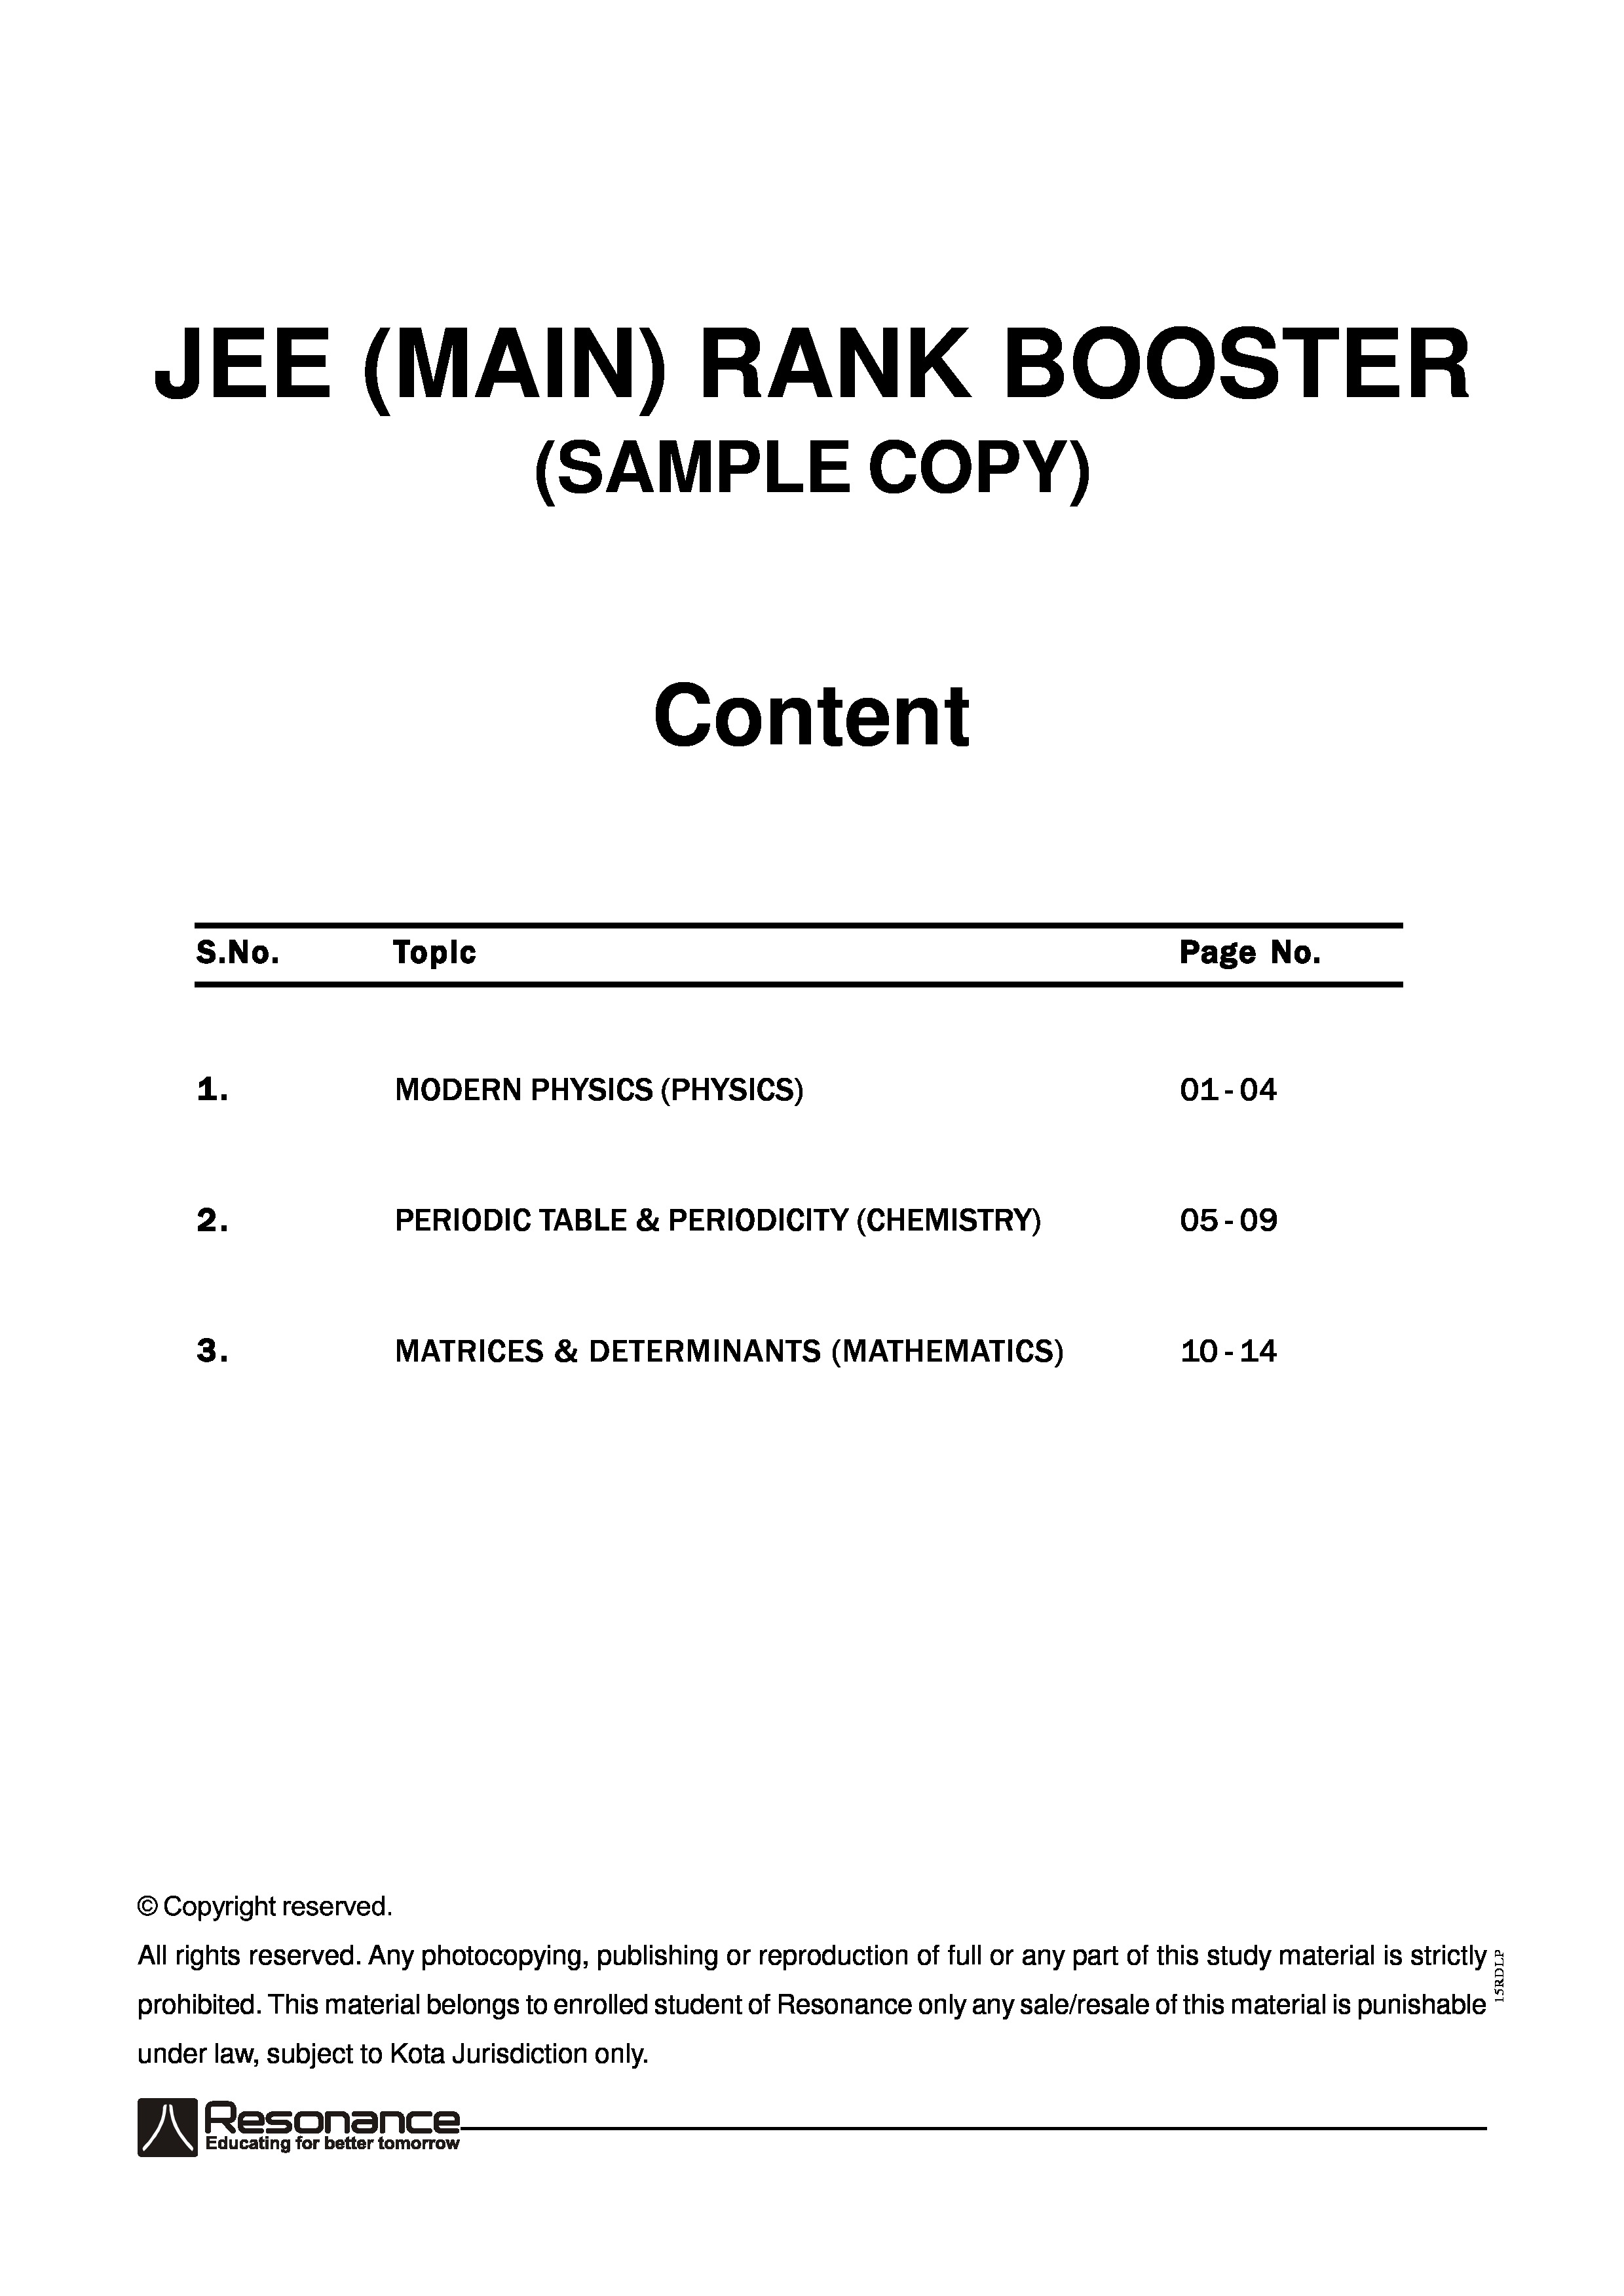 JEE (MAIN) RANK BOOSTER
(SAMPLE COPY)
Content
S.No. Topic Page No.
1. MODERN PHYSICS (PHYSICS) 01 - 04
2. PERIODIC TABLE & PERIODICITY (CHEMISTRY) 05 - 09
3. MATRICES & DETERMINANTS (MATHEMATICS) 10 - 14
© Copyright reserved.
All rights reserved. Any photocopying, publishing or reproduction of full or any part of this study material is strictly
prohibited. This material belongs to enrolled student of Resonance only any sale/resale of this material is punishable
under law, subject to Kota Jurisdiction only.
15RDLP
Resonance
Educating for better tomorrow